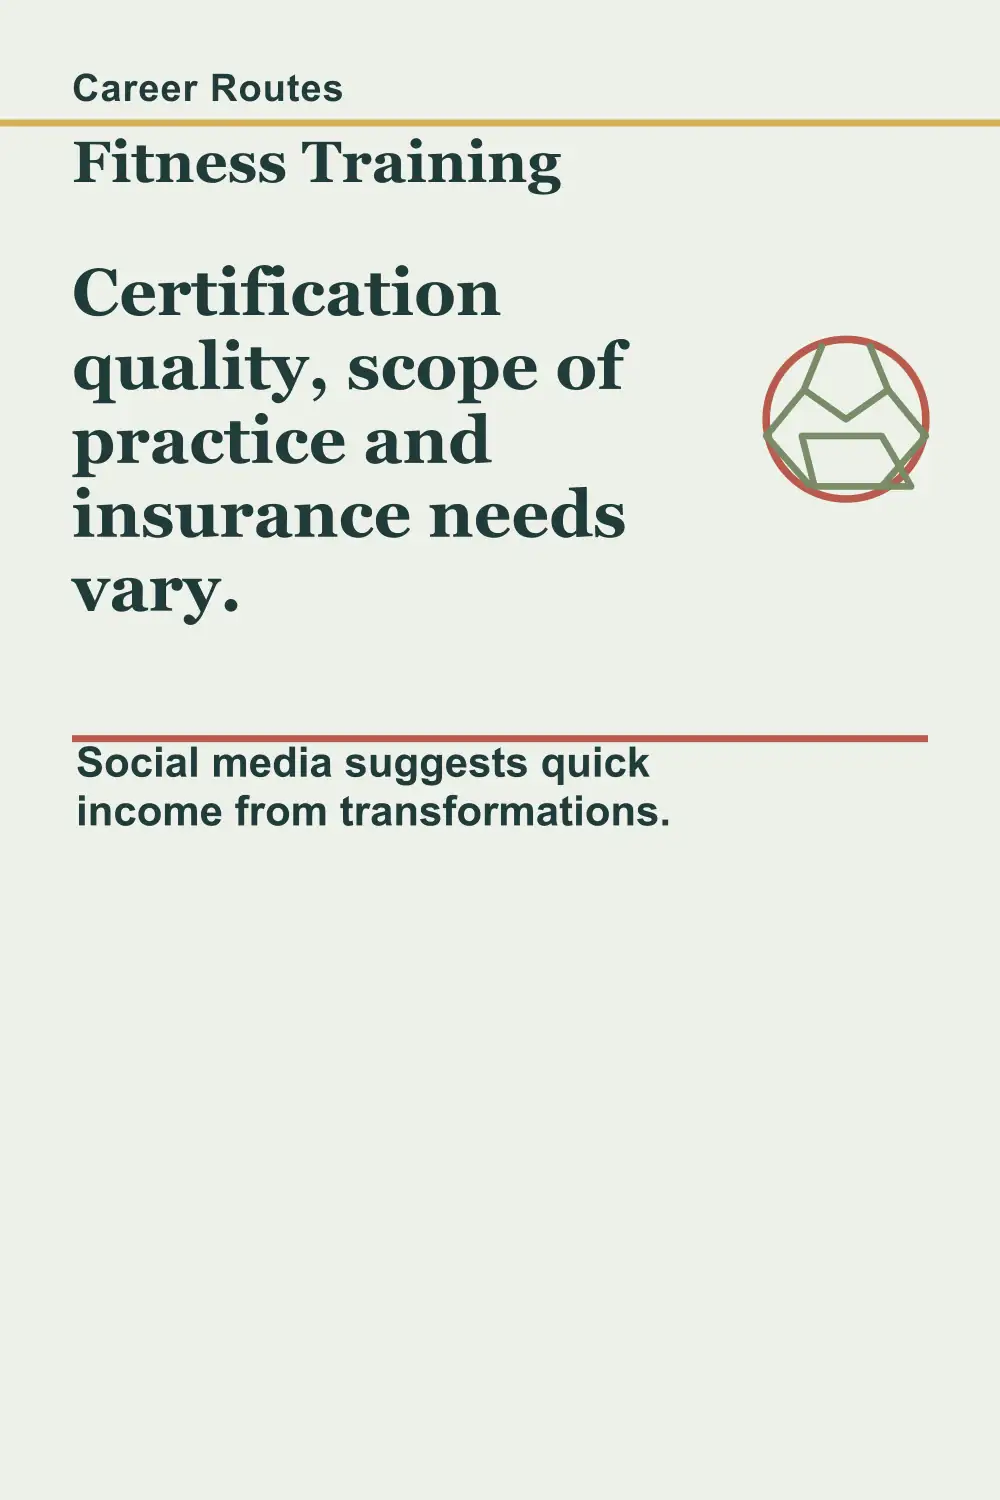 Career Routes
Fitness Training
Certification
quality, scope of
practice and
insurance needs
vary.
Social media suggests quick
income from transformations.